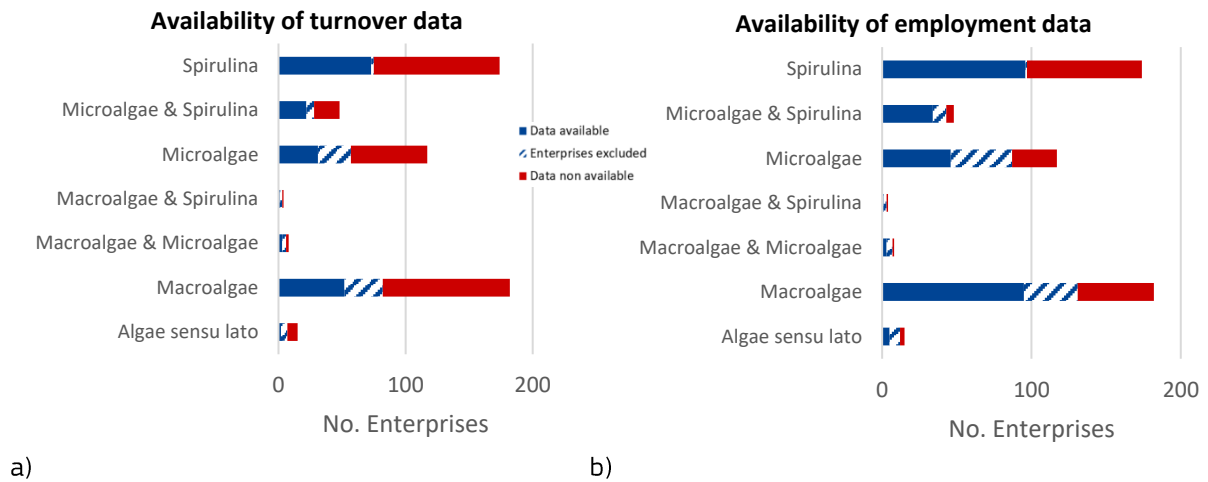 Availability of turnover data
Spirulina
Microalgae & Spirulina
Microalgae
Macroalgae & Spirulina
Macroalgae & Microalgae
Macroalgae
Algae sensu lato
0
100
200
No. Enterprises
Data available
Enterprises excluded
Data non available
a)
Availability of employment data
Spirulina
Microalgae & Spirulina
Microalgae
Macroalgae & Spirulina
Macroalgae & Microalgae
Macroalgae
Algae sensu lato
0
100
200
No. Enterprises
b)